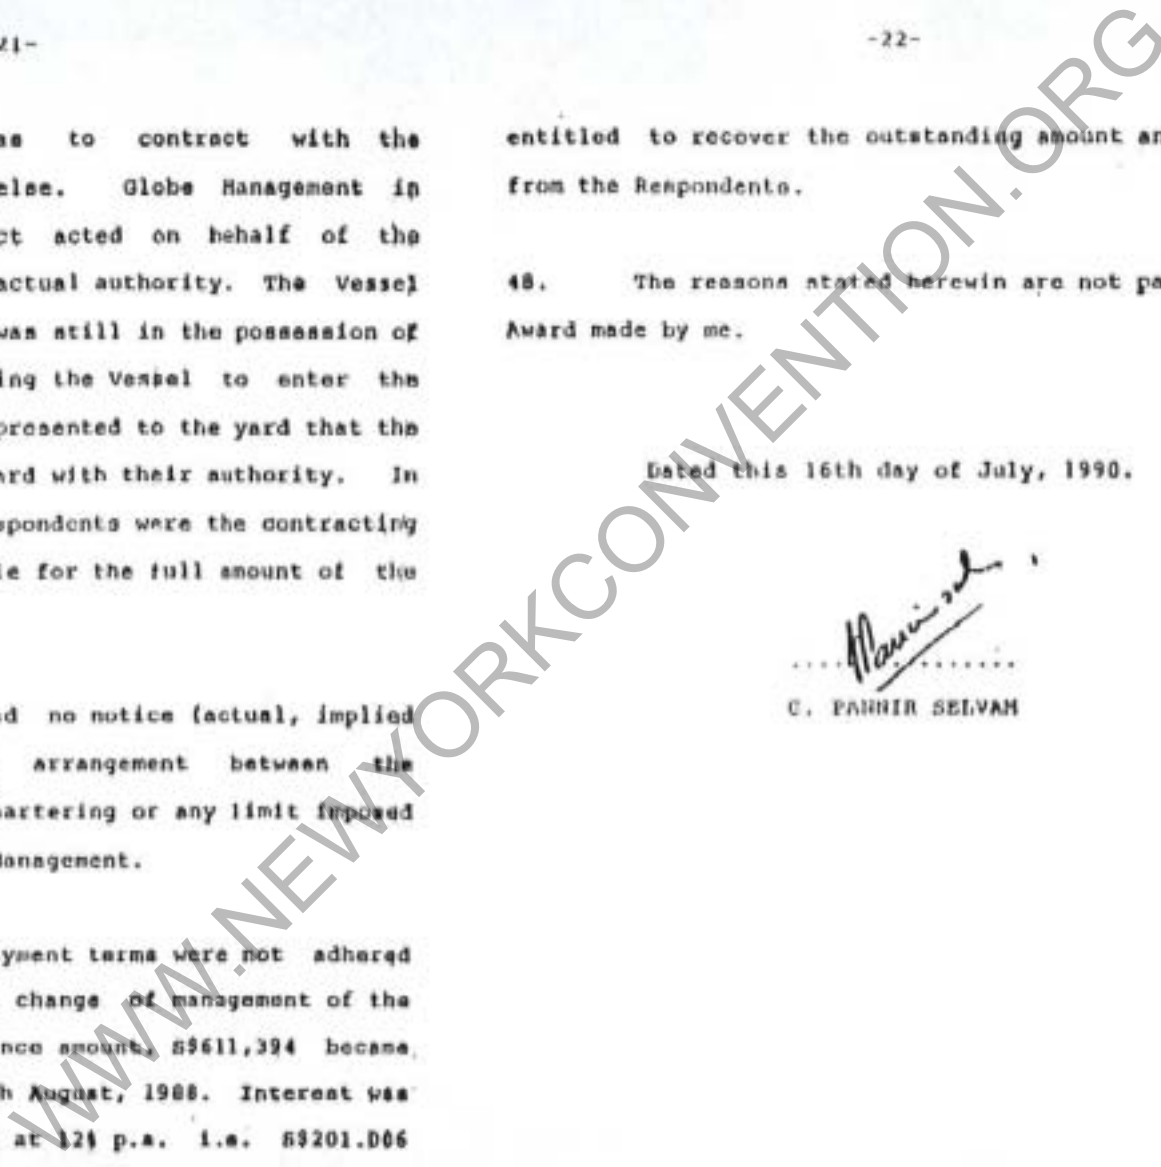 21-
to contract with the
else. Globe Management in
ct acted on behalf of the
actual authority. The Vessel
was still in the possession of
ing the Vessel to enter the
presented to the yard that the
ard with their authority. In
spondents were the contracting
le for the full amount of the
d no notice (actual, implied
arrangement between the
artering or any limit imposed
Management.
yment terms were not adhered
change of management of the
nce amount, S$611,394 became
h August, 1988. Interest was
at 12% p.a. i.e. S$201.006
-22-
entitled to recover the outstanding amount an
from the Respondents.
48. The reasons stated herewin are not pa
Award made by me.
Dated this 16th day of July, 1990.
C. PANNIR SELVAM
WWW.NEWYORKCONVENTION.ORG